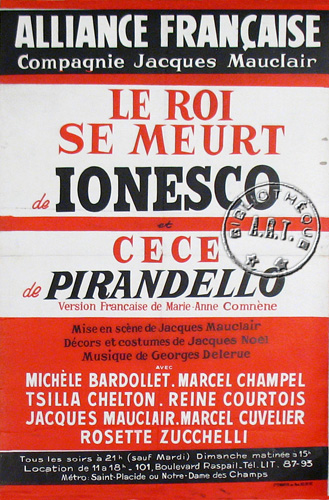 ALLIANCE FRANÇAISE
Compagnie Jacques Mauclair
LE ROI
SE MEURT
de IONESCO
et
CECE
de PIRANDELLO
Version Francaise de Marie-Anne Comnène
Mise en scène de Jacques Mauclair
Décors et costumes de Jacques Noël
Musique de Georges Delerue
AVEC
MICHÈLE BARDOLLET. MARCEL CHAMPEL
TSILLA CHELTON. REINE COURTOIS
JACQUES MAUCLAIR. MARCEL CUVELIER
ROSETTE ZUCCHELLI
Tous les soirs à 21h (sauf Mardi) Dimanche matinée à 15h
Location de 11 à 18h - 101, Boulevard Raspail. Tél. LIT. 87-93
Métro: Saint-Placide ou Notre-Dame des Champs
BIBLIOTHÈQUE
A.R.T.